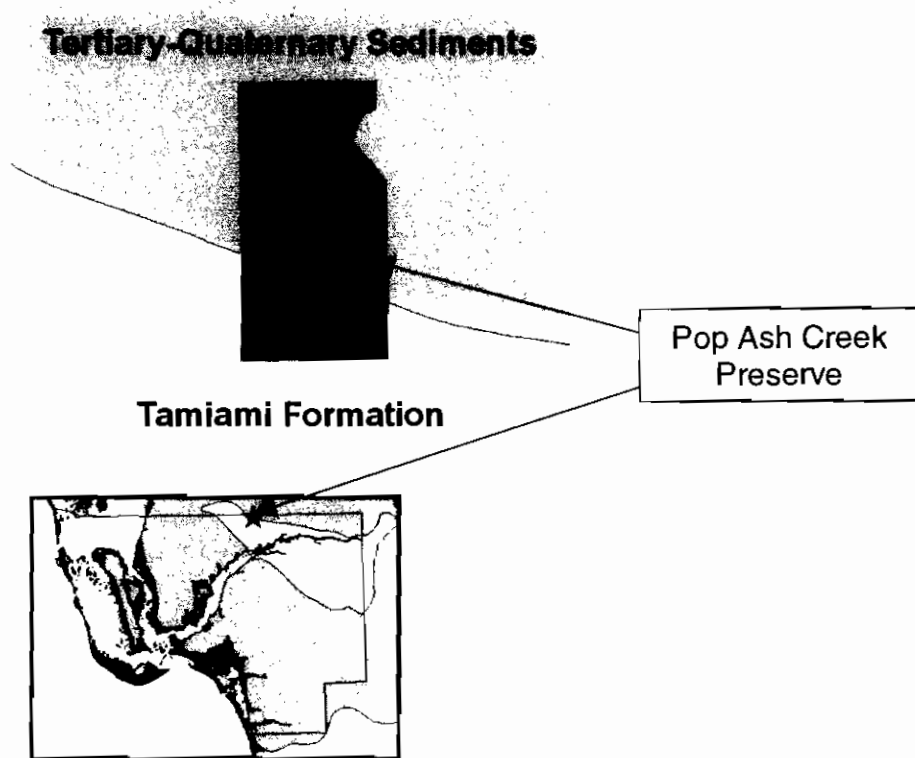 Tertiary-Quaternary Sediments
Pop Ash Creek
Preserve
Tamiami Formation